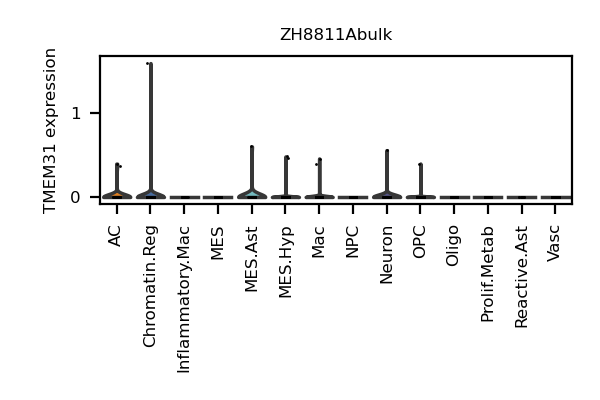 ZH8811Abulk
TMEM31 expression
1
0
AC
Chromatin.Reg
Inflammatory.Mac
MES
MES.Ast
MES.Hyp
Mac
NPC
Neuron
OPC
Oligo
Prolif.Metab
Reactive.Ast
Vasc